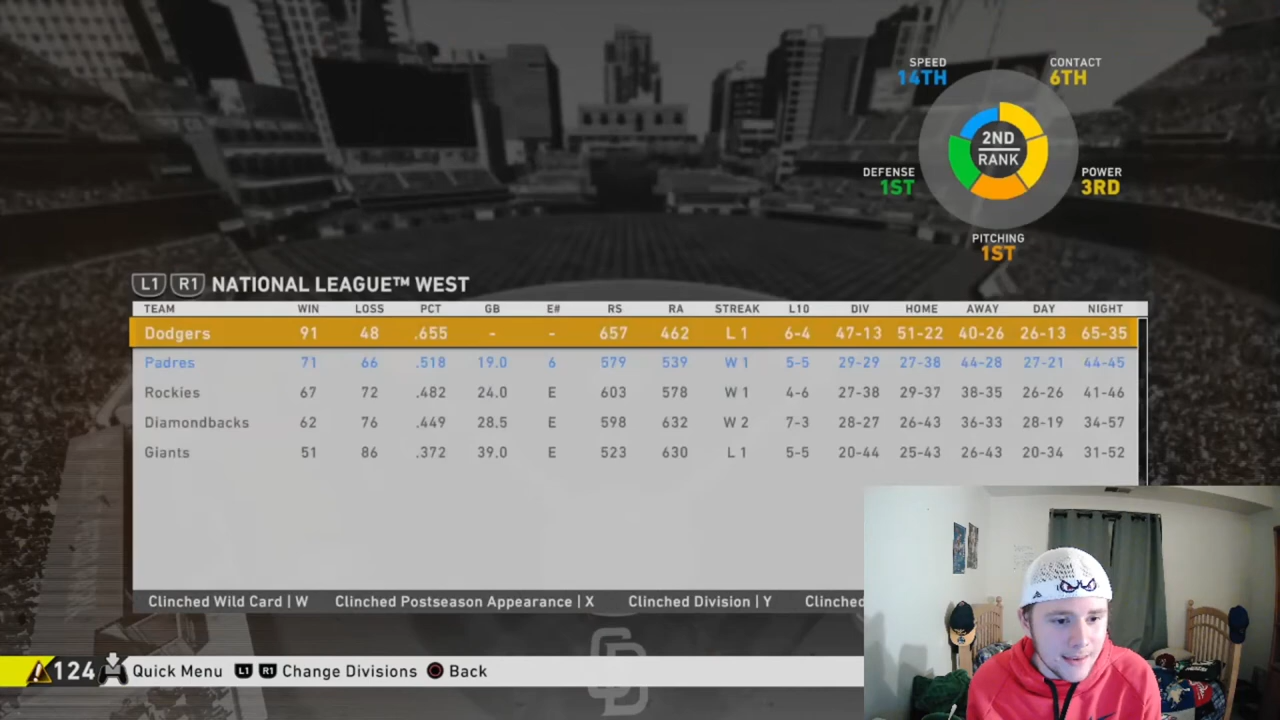 SPEED
14TH
CONTACT
6TH
2ND
RANK
DEFENSE
1ST
POWER
3RD
PITCHING
1ST
L1 R1 NATIONAL LEAGUE™ WEST
TEAM WIN LOSS PCT GB E# RS RA STREAK L10 DIV HOME AWAY DAY NIGHT
Dodgers 91 48 .655 - - 657 462 L 1 6-4 47-13 51-22 40-26 26-13 65-35
Padres 71 66 .518 19.0 6 579 539 W 1 5-5 29-29 27-38 44-28 27-21 44-45
Rockies 67 72 .482 24.0 E 603 578 W 1 4-6 27-38 29-37 38-35 26-26 41-46
Diamondbacks 62 76 .449 28.5 E 598 632 W 2 7-3 28-27 26-43 36-33 28-19 34-57
Giants 51 86 .372 39.0 E 523 630 L 1 5-5 20-44 25-43 26-43 20-34 31-52
Clinched Wild Card | W Clinched Postseason Appearance | X Clinched Division | Y Clinched
SD
124 Quick Menu L1 R1 Change Divisions Back